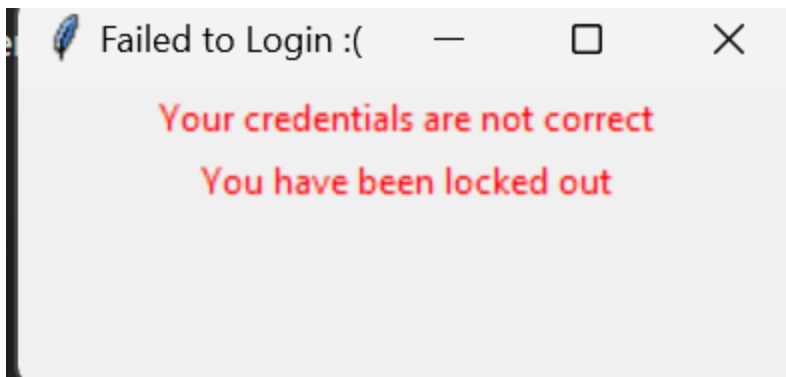 Failed to Login :(
Your credentials are not correct
You have been locked out